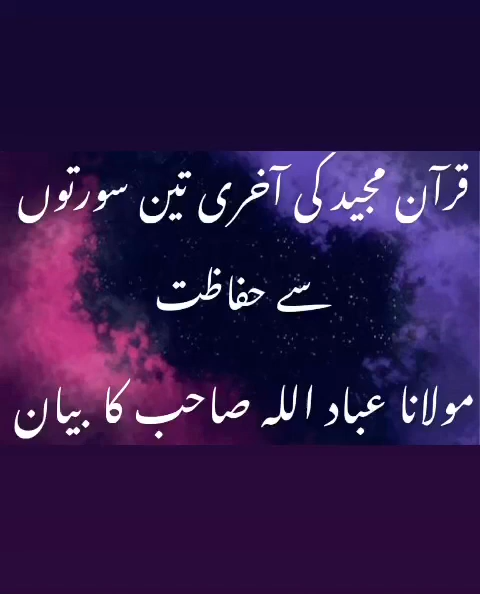 قرآن مجید کی آخری تین سورتوں
سے حفاظت
مولانا عباد اللہ صاحب کا بیان